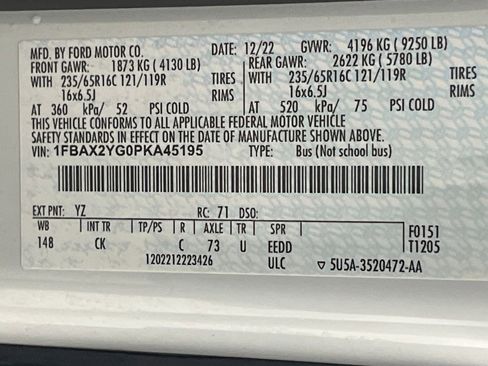 MFD. BY FORD MOTOR CO. DATE: 12/22 GVWR: 4196 KG (9250 LB)
FRONT GAWR: 1873 KG (4130 LB) REAR GAWR: 2622 KG (5780 LB)
WITH 235/65R16C 121/119R TIRES WITH 235/65R16C 121/119R TIRES
16x6.5J RIMS 16x6.5J RIMS
AT 360 kPa/ 52 PSI COLD AT 520 kPa/ 75 PSI COLD
THIS VEHICLE CONFORMS TO ALL APPLICABLE FEDERAL MOTOR VEHICLE
SAFETY STANDARDS IN EFFECT ON THE DATE OF MANUFACTURE SHOWN ABOVE.
VIN: 1FBAX2YG0PKA45195 TYPE: Bus (Not school bus)
EXT PNT: YZ RC: 71 DSO:
WB INT TR TP/PS R AXLE TR SPR F0151
148 CK C 73 U EEDD T1205
1202212223426 ULC ▽ 5U5A-3520472-AA